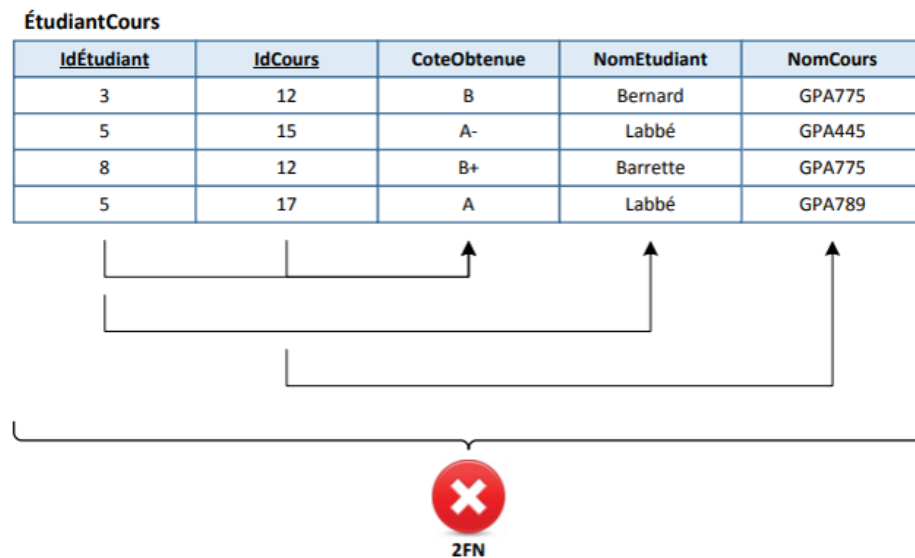 ÉtudiantCours
IdÉtudiant IdCours CoteObtenue NomEtudiant NomCours
3 12 B Bernard GPA775
5 15 A- Labbé GPA445
8 12 B+ Barrette GPA775
5 17 A Labbé GPA789
2FN